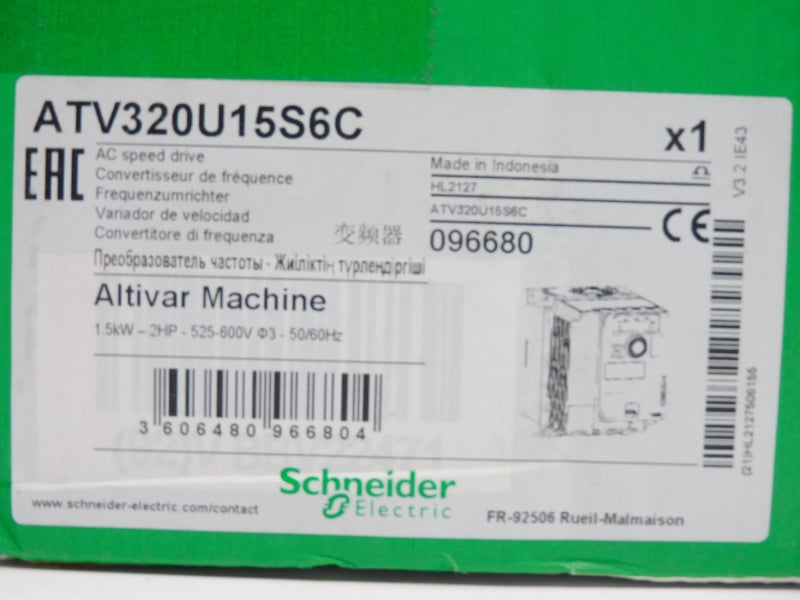 ATV320U15S6C
x1
EAC
AC speed drive
Convertisseur de fréquence
Frequenzumrichter
Variador de velocidad
Convertitore di frequenza
变频器
Преобразователь частоты - Жиіліктің түрлендіргіші
Made in Indonesia
HL2127
ATV320U15S6C
096680
CE
V3.2 IE43
Altivar Machine
1.5kW – 2HP - 525-600V Φ3 - 50/60Hz
3 606480 966804
(21)HL2127506155
Schneider
Electric
www.schneider-electric.com/contact
FR-92506 Rueil-Malmaison